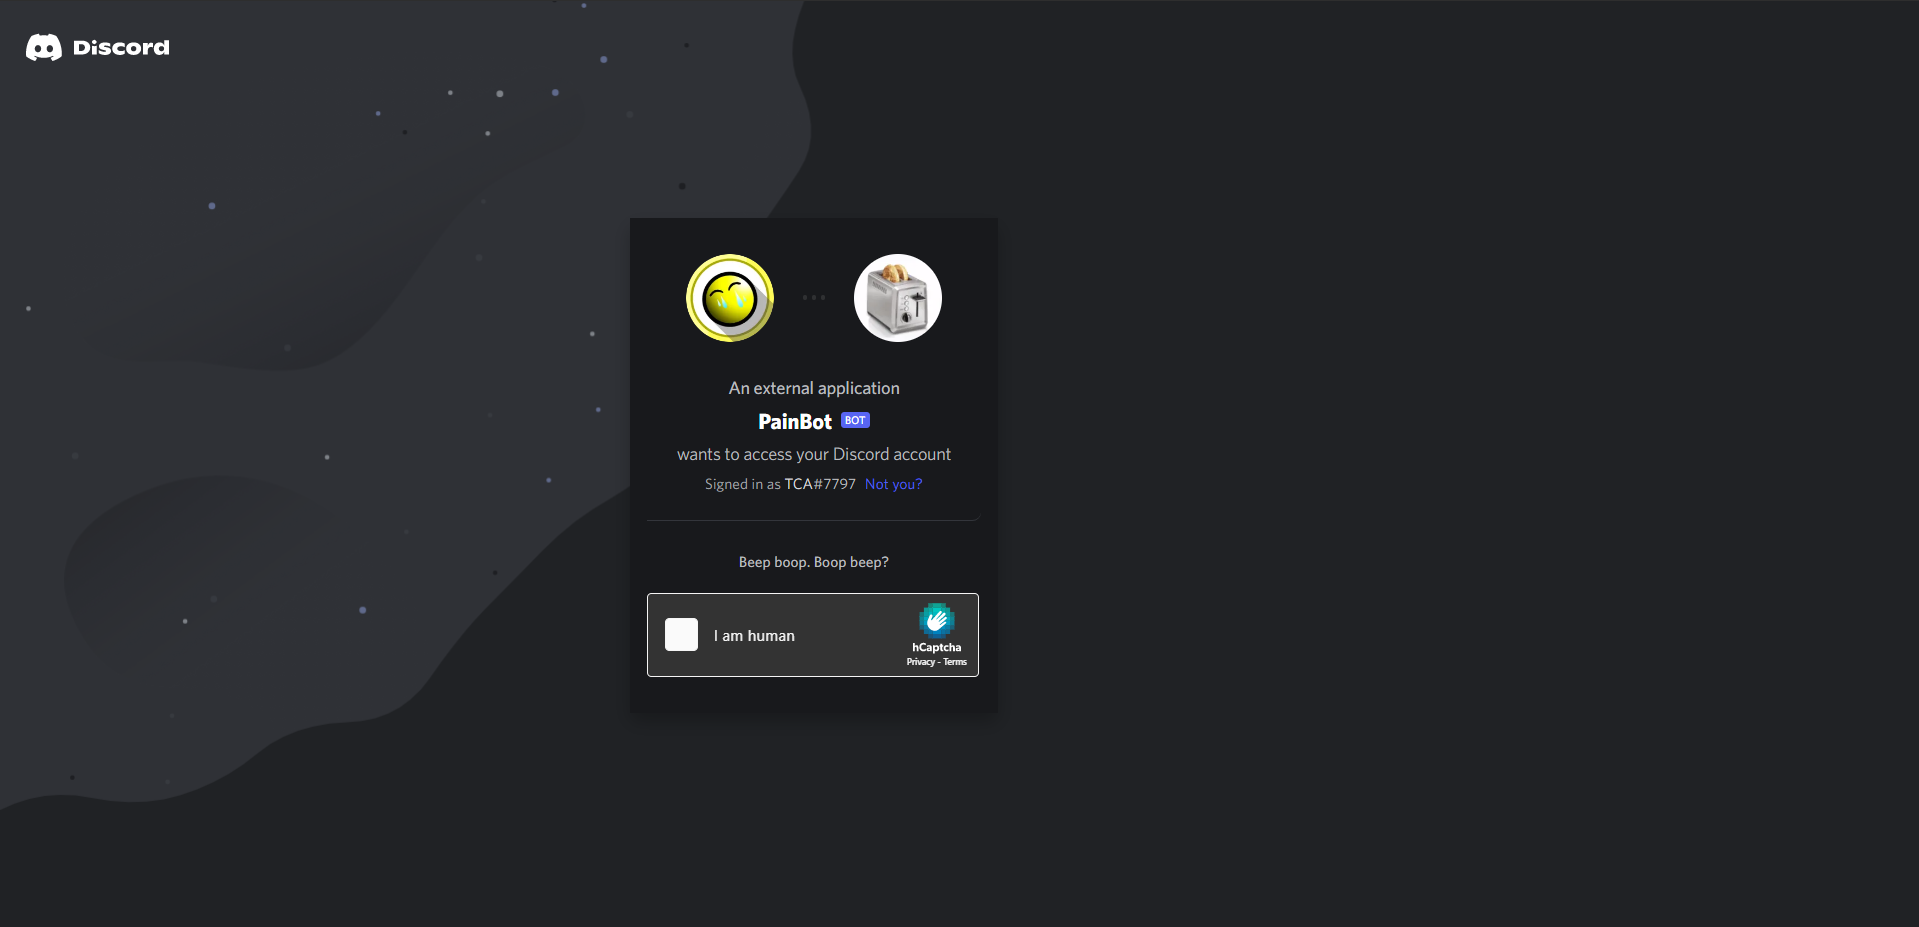 Discord
An external application
PainBot BOT
wants to access your Discord account
Signed in as TCA#7797 Not you?
Beep boop. Boop beep?
I am human
hCaptcha
Privacy - Terms